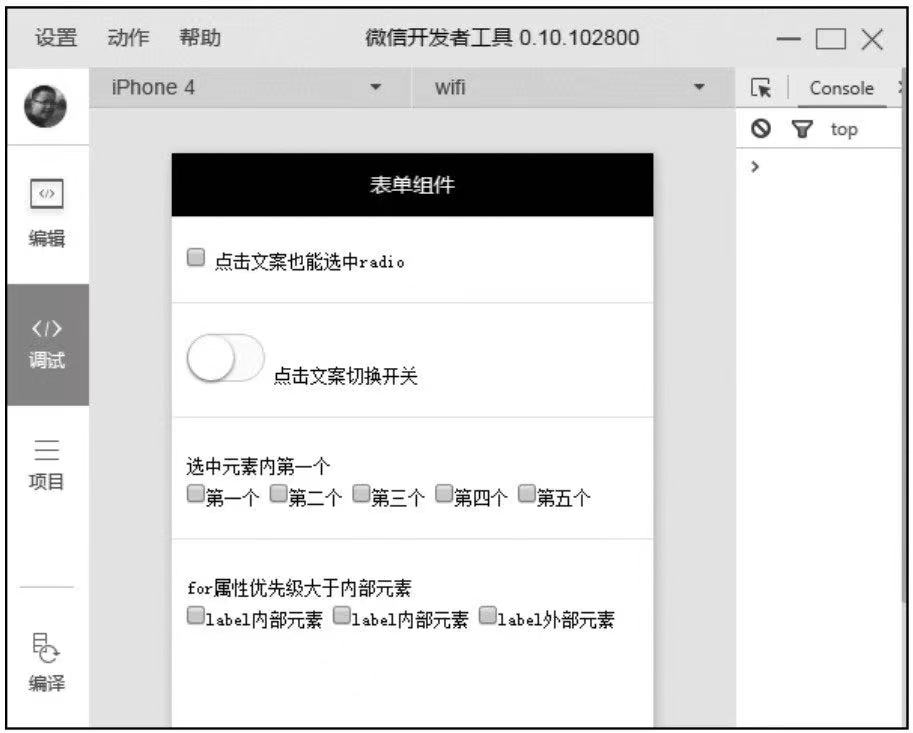 设置 动作 帮助 微信开发者工具 0.10.102800
iPhone 4 wifi Console
top
编辑
调试
项目
编译
表单组件
点击文案也能选中radio
点击文案切换开关
选中元素内第一个
第一个 第二个 第三个 第四个 第五个
for属性优先级大于内部元素
label内部元素 label内部元素 label外部元素